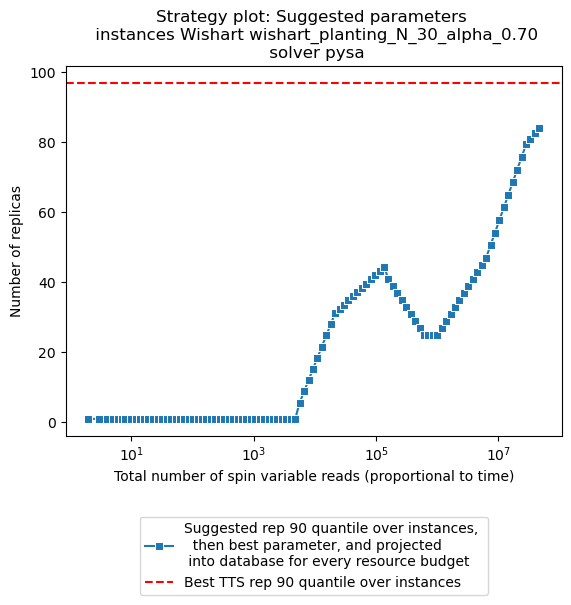 Strategy plot: Suggested parameters
instances Wishart wishart_planting_N_30_alpha_0.70
solver pysa
100
80
60
40
20
0
Number of replicas
10^1
10^3
10^5
10^7
Total number of spin variable reads (proportional to time)
Suggested rep 90 quantile over instances,
then best parameter, and projected
into database for every resource budget
Best TTS rep 90 quantile over instances